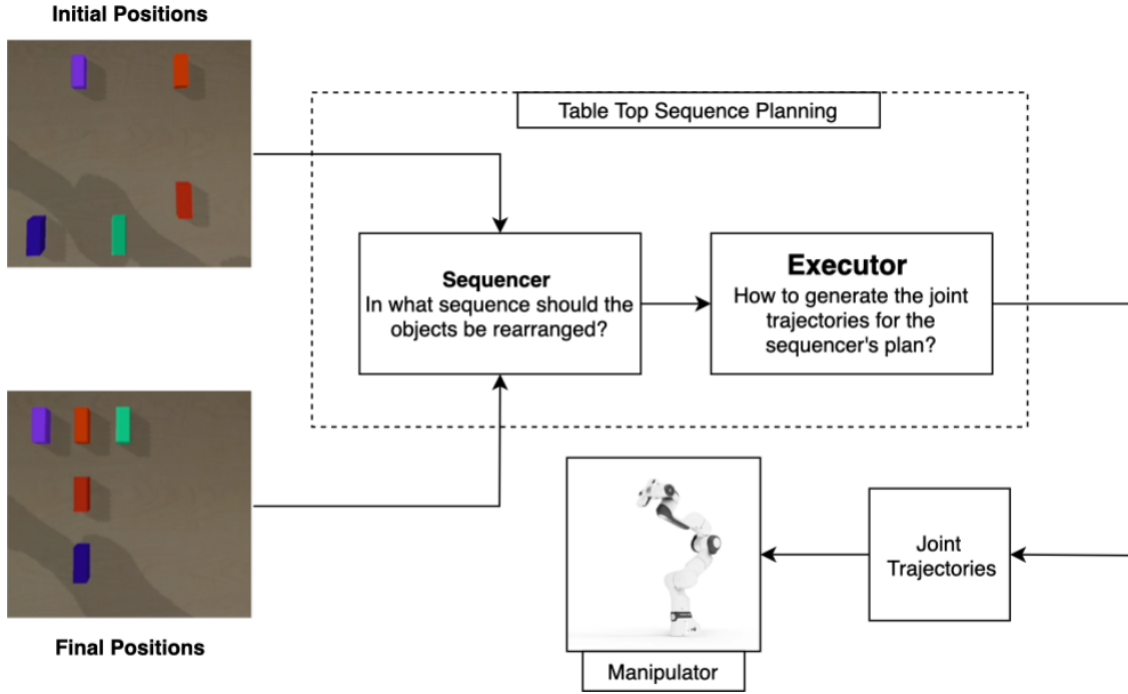 Initial Positions
Table Top Sequence Planning
Sequencer
In what sequence should the
objects be rearranged?
Executor
How to generate the joint
trajectories for the
sequencer's plan?
Joint
Trajectories
Manipulator
Final Positions